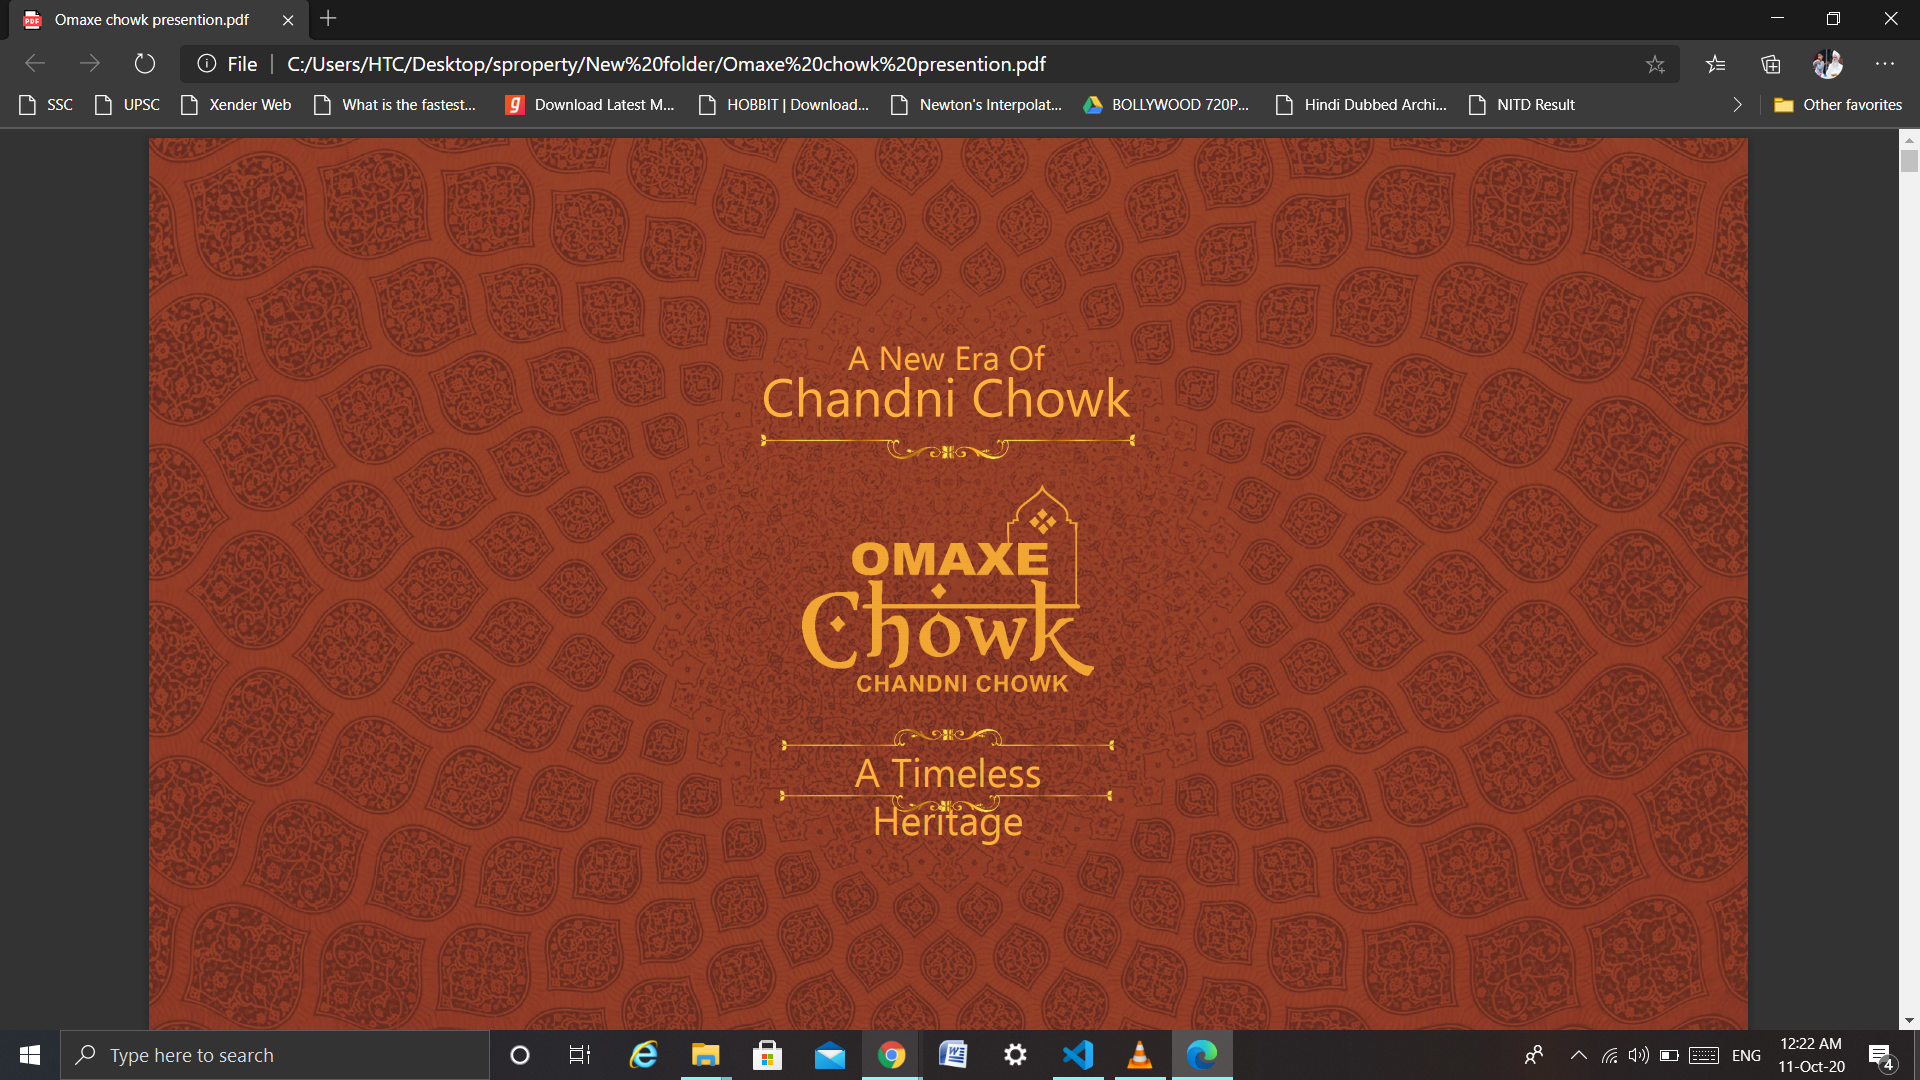 Omaxe chowk presention.pdf
File
C:/Users/HTC/Desktop/sproperty/New%20folder/Omaxe%20chowk%20presention.pdf
SSC
UPSC
Xender Web
What is the fastest...
Download Latest M...
HOBBIT | Download...
Newton's Interpolat...
BOLLYWOOD 720P...
Hindi Dubbed Archi...
NITD Result
Other favorites
A New Era Of
Chandni Chowk
OMAXE
Chowk
CHANDNI CHOWK
A Timeless
Heritage
Type here to search
ENG
12:22 AM
11-Oct-20
4